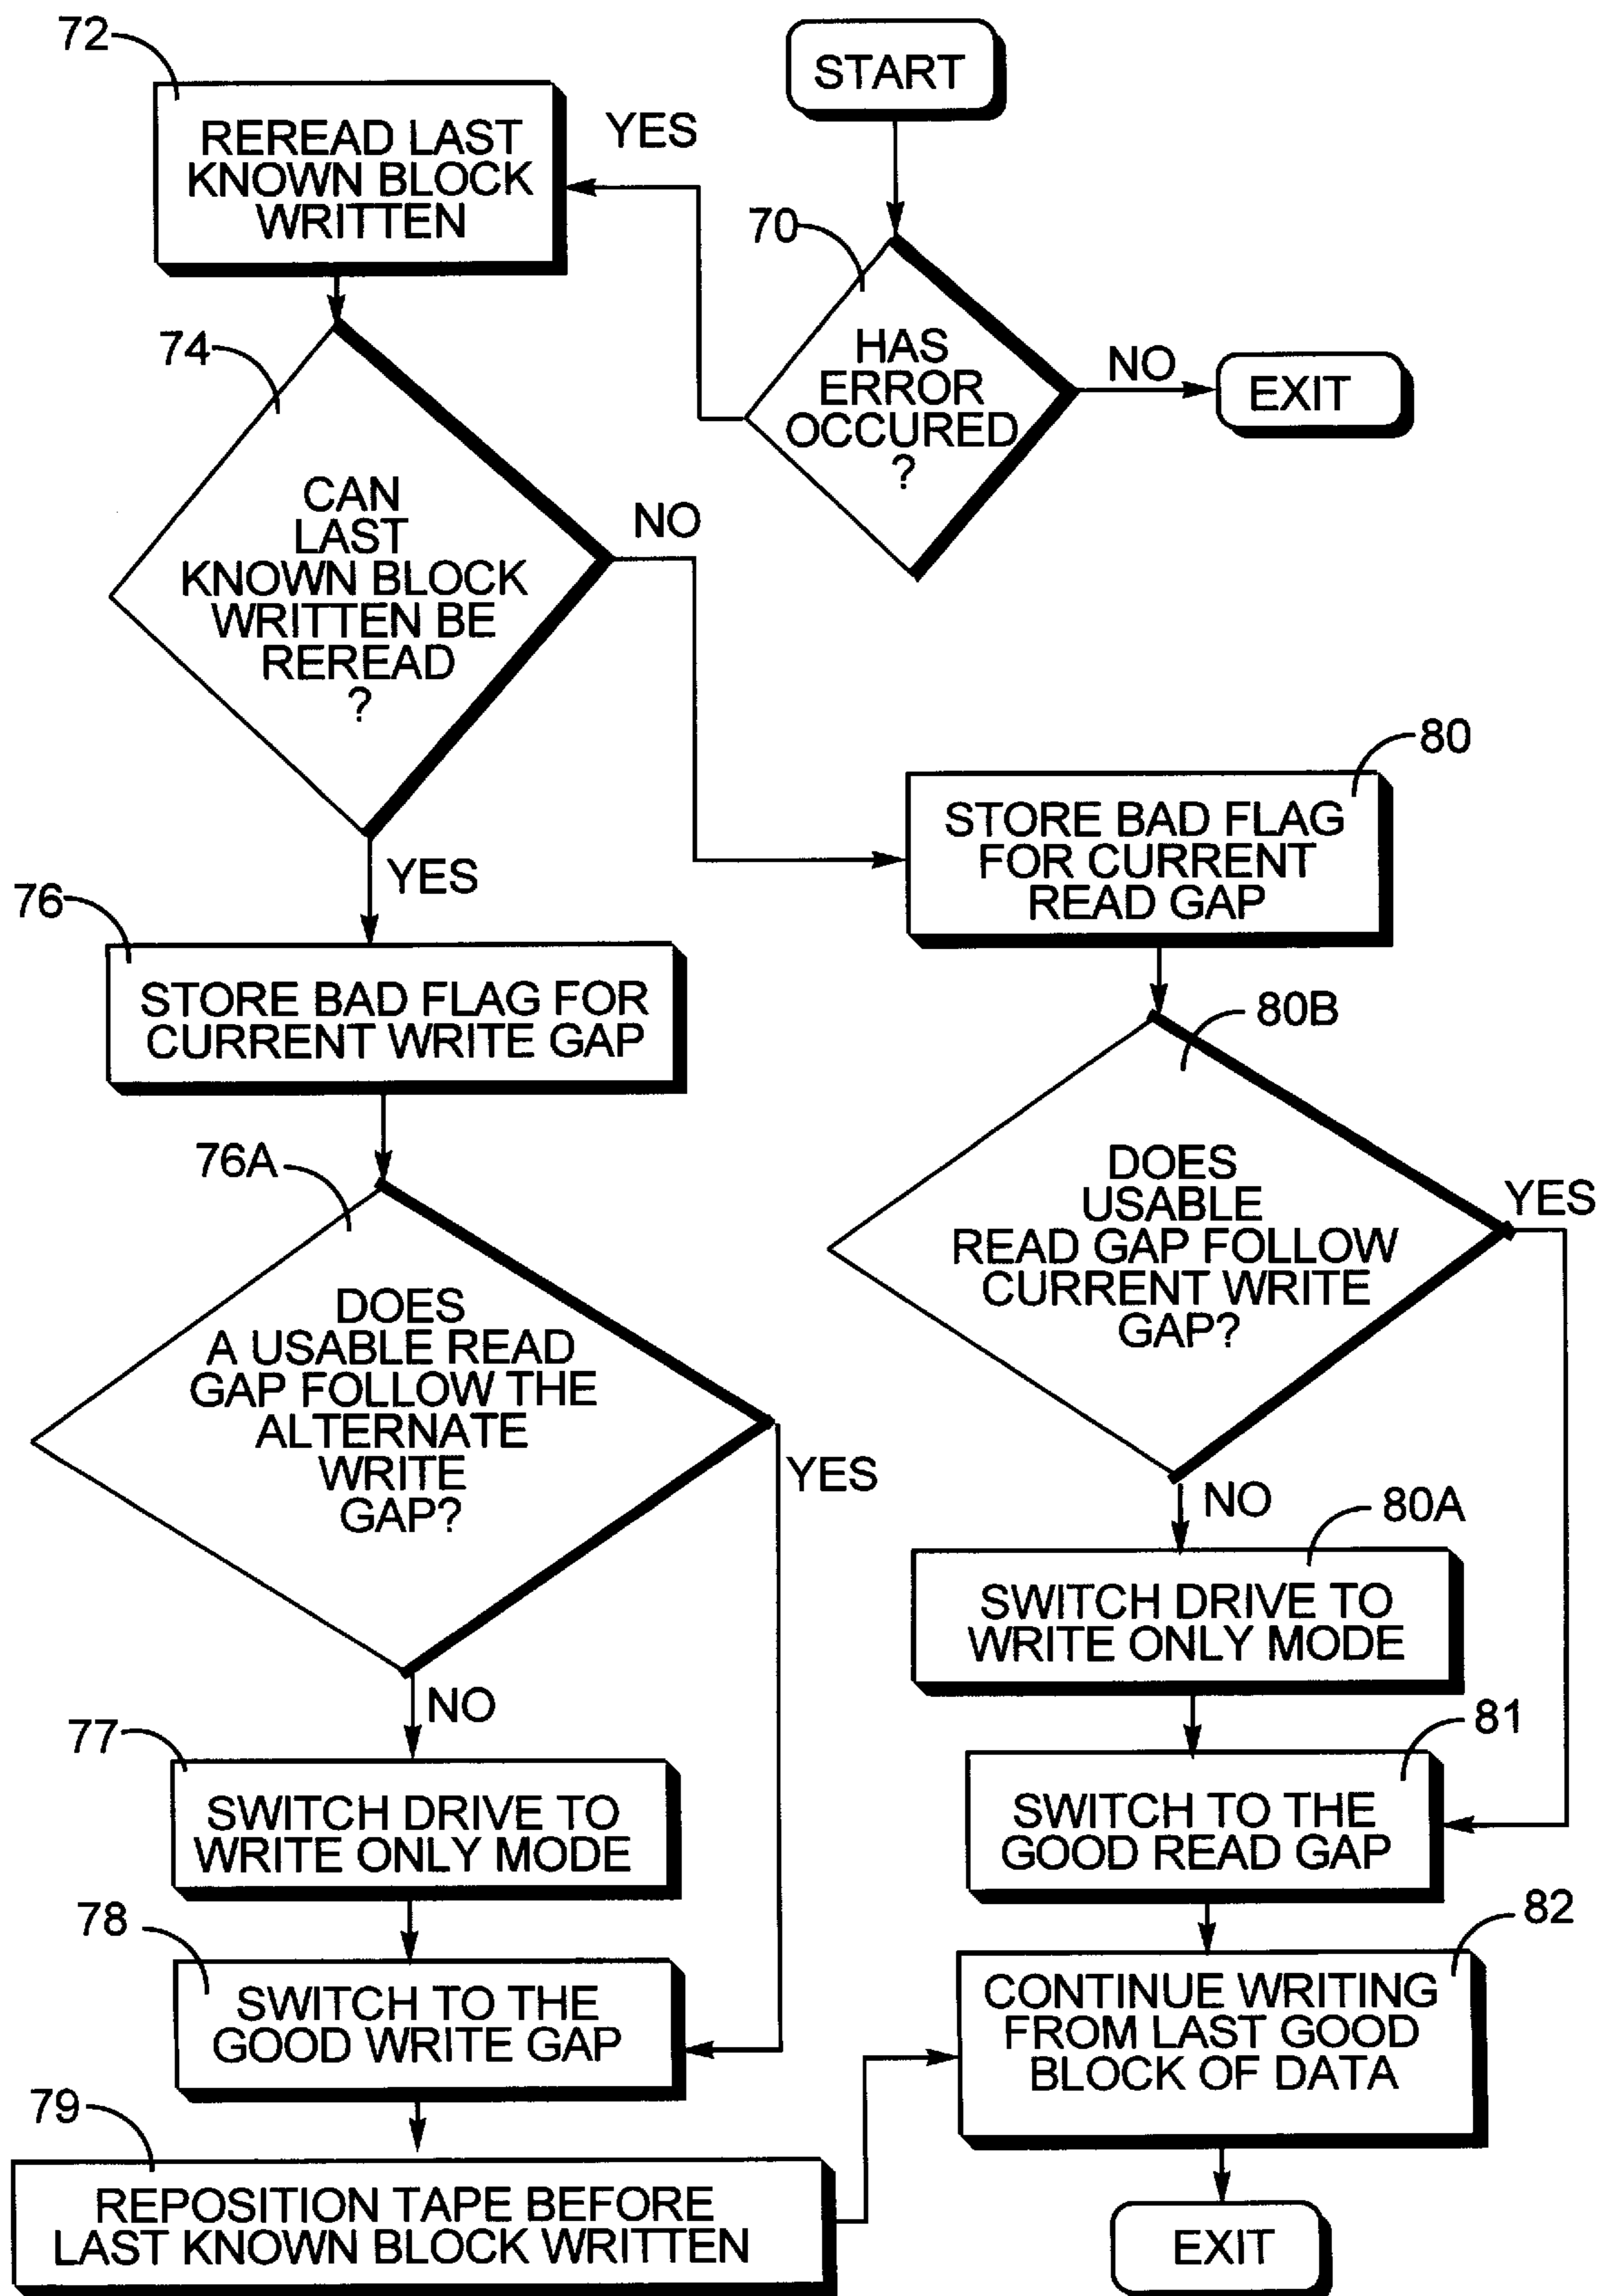 START
72
REREAD LAST
KNOWN BLOCK
WRITTEN
YES
70
HAS
ERROR
OCCURED
?
NO
EXIT
74
CAN
LAST
KNOWN BLOCK
WRITTEN BE
REREAD
?
NO
YES
80
STORE BAD FLAG
FOR CURRENT
READ GAP
76
STORE BAD FLAG FOR
CURRENT WRITE GAP
80B
DOES
USABLE
READ GAP FOLLOW
CURRENT WRITE
GAP?
YES
NO
76A
DOES
A USABLE READ
GAP FOLLOW THE
ALTERNATE
WRITE
GAP?
YES
NO
80A
SWITCH DRIVE TO
WRITE ONLY MODE
77
SWITCH DRIVE TO
WRITE ONLY MODE
81
SWITCH TO THE
GOOD READ GAP
78
SWITCH TO THE
GOOD WRITE GAP
82
CONTINUE WRITING
FROM LAST GOOD
BLOCK OF DATA
79
REPOSITION TAPE BEFORE
LAST KNOWN BLOCK WRITTEN
EXIT